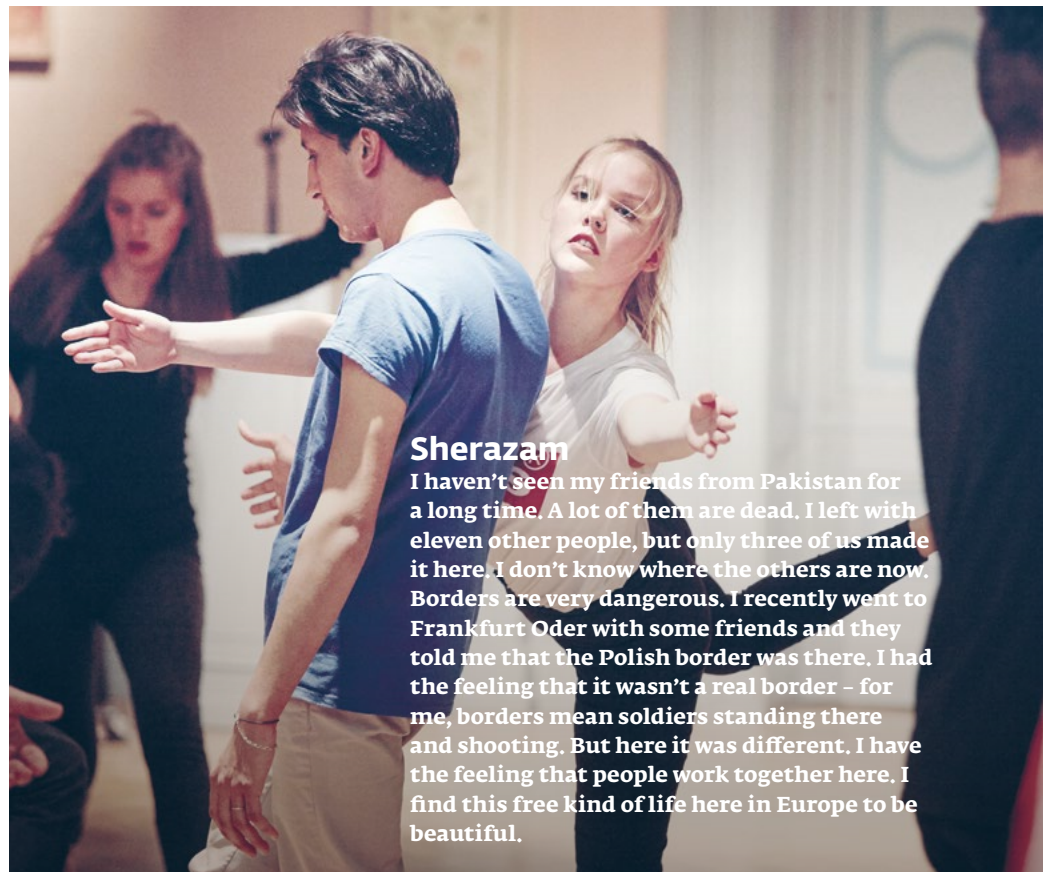 Sherazam
I haven’t seen my friends from Pakistan for
a long time. A lot of them are dead. I left with
eleven other people, but only three of us made
it here. I don’t know where the others are now.
Borders are very dangerous. I recently went to
Frankfurt Oder with some friends and they
told me that the Polish border was there. I had
the feeling that it wasn’t a real border – for
me, borders mean soldiers standing there
and shooting. But here it was different. I have
the feeling that people work together here. I
find this free kind of life here in Europe to be
beautiful.